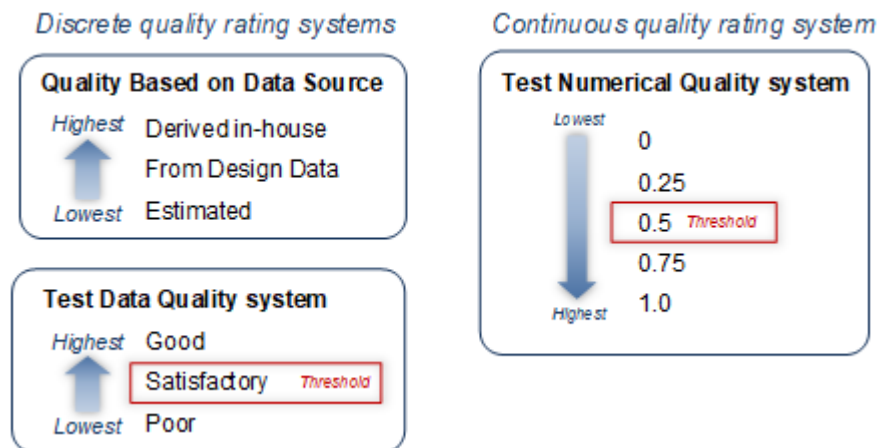 Discrete quality rating systems
Quality Based on Data Source
Highest Derived in-house
From Design Data
Lowest Estimated
Test Data Quality system
Highest Good
Satisfactory Threshold
Lowest Poor
Continuous quality rating system
Test Numerical Quality system
Lowest
0
0.25
0.5 Threshold
0.75
Highest 1.0